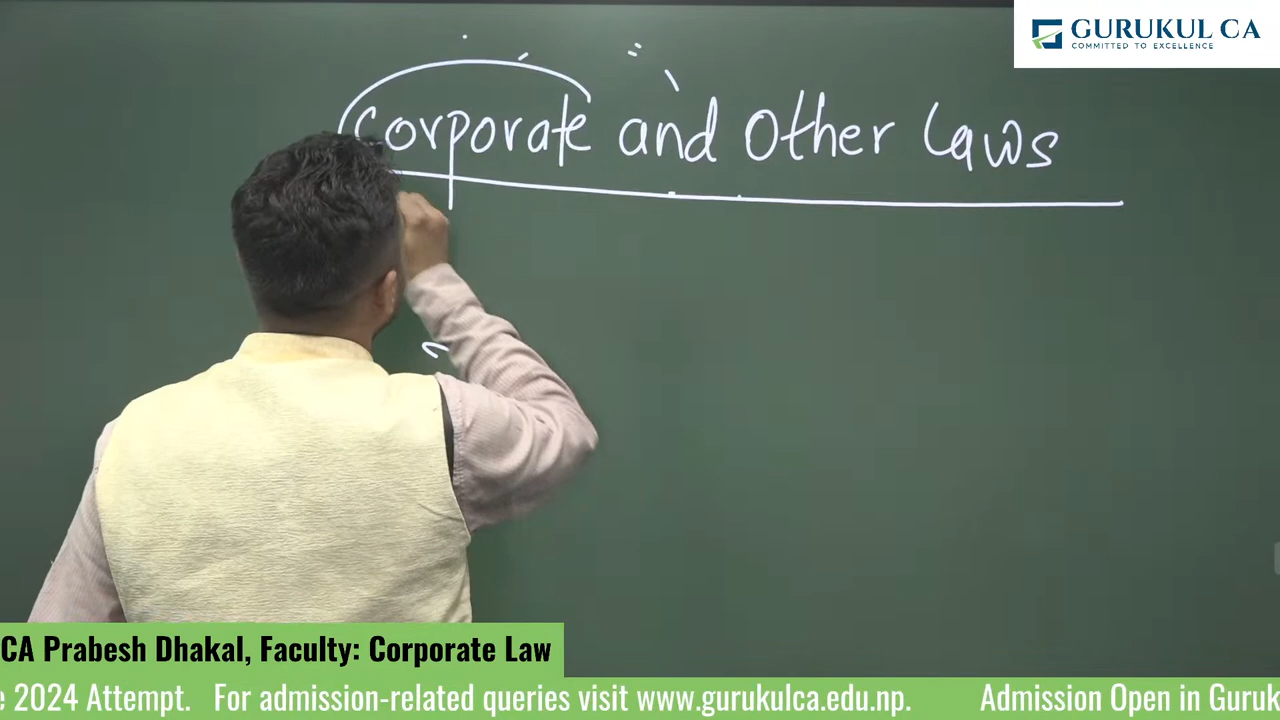 GURUKUL CA
COMMITTED TO EXCELLENCE
Corporate and Other Laws
CA Prabesh Dhakal, Faculty: Corporate Law
e 2024 Attempt. For admission-related queries visit www.gurukulca.edu.np. Admission Open in Guruk